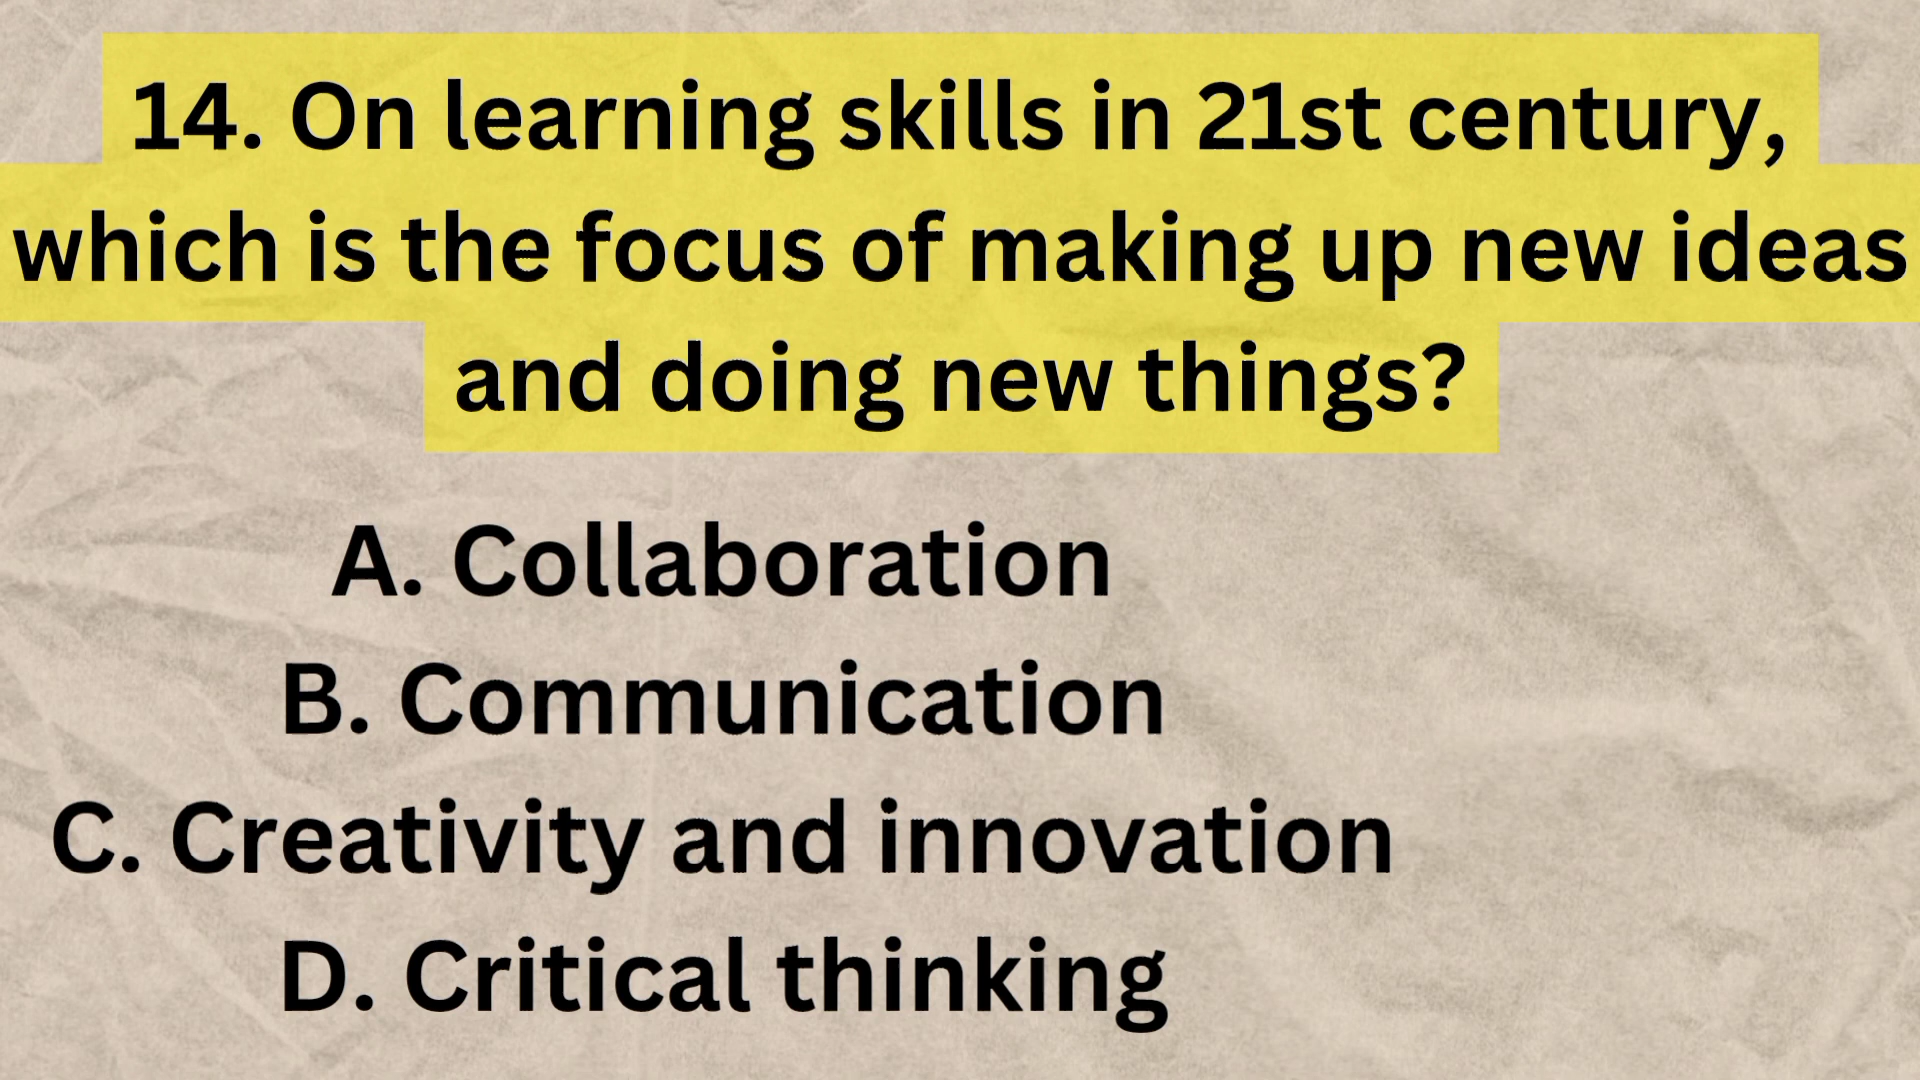 14. On learning skills in 21st century,
which is the focus of making up new ideas
and doing new things?
A. Collaboration
B. Communication
C. Creativity and innovation
D. Critical thinking